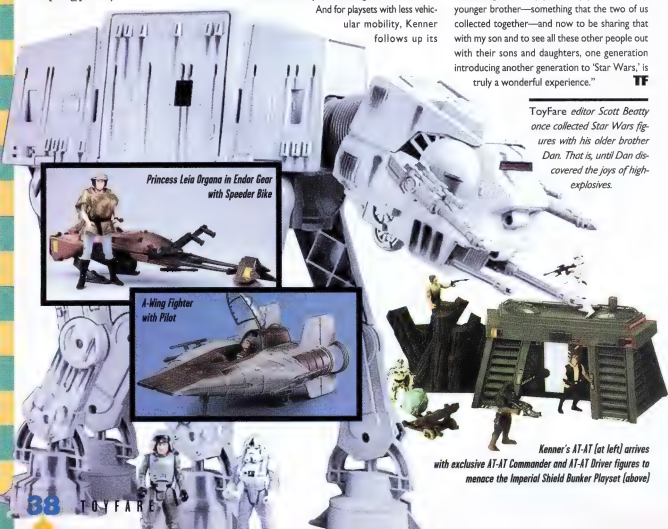 And for playsets with less vehic-
ular mobility, Kenner
follows up its
younger brother—something that the two of us
collected together—and now to be sharing that
with my son and to see all these other people out
with their sons and daughters, one generation
introducing another generation to 'Star Wars,' is
truly a wonderful experience." TF
ToyFare editor Scott Beatty
once collected Star Wars fig-
ures with his older brother
Dan. That is, until Dan dis-
covered the joys of high-
explosives.
Princess Leia Organa in Endor Gear
with Speeder Bike
A-Wing Fighter
with Pilot
Kenner's AT-AT (at left) arrives
with exclusive AT-AT Commander and AT-AT Driver figures to
menace the Imperial Shield Bunker Playset (above)
38 TOYFARE